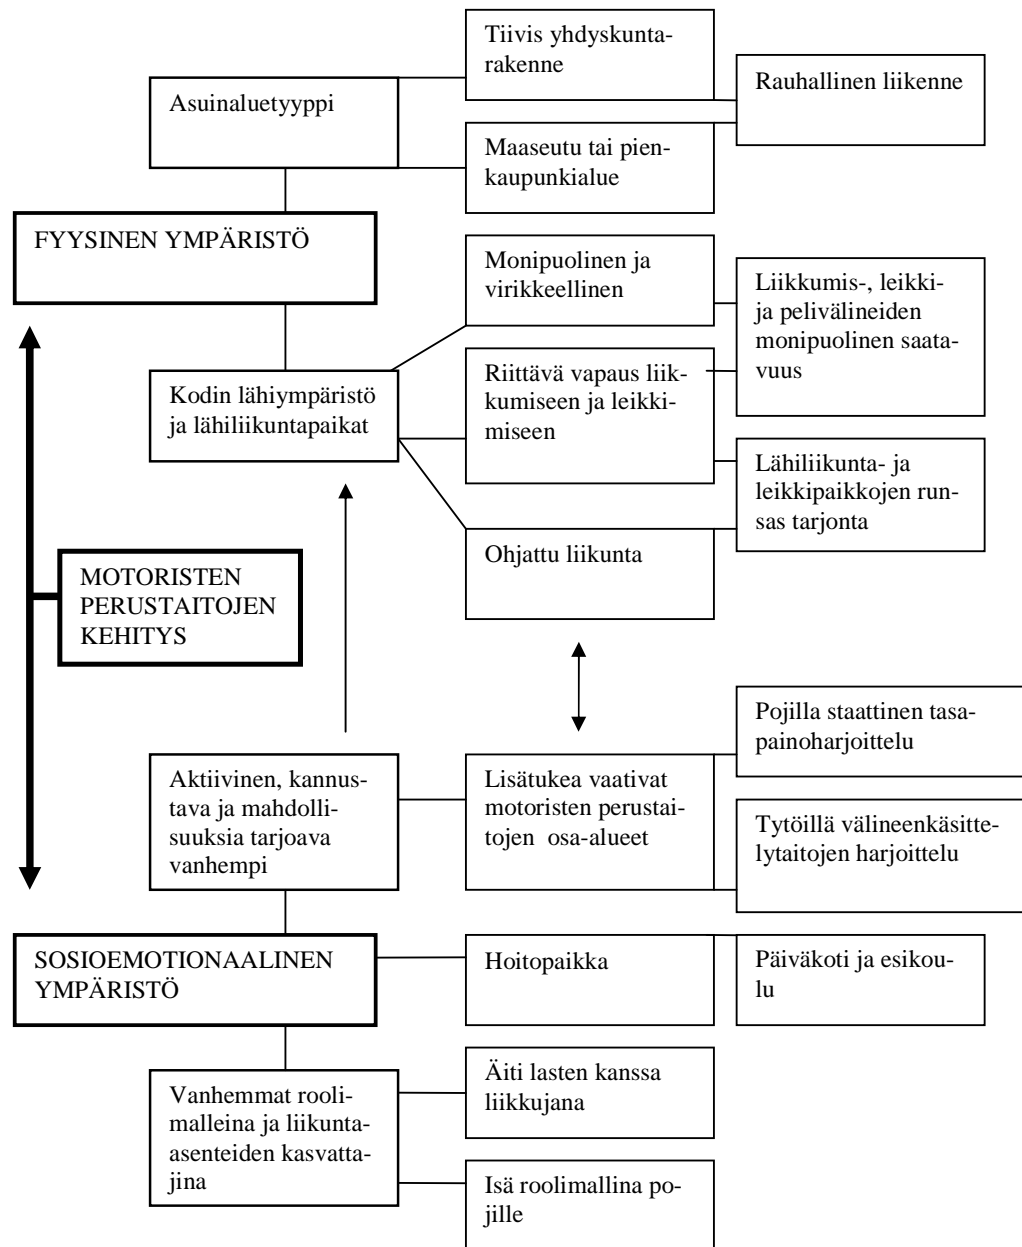 Tiivis yhdyskunta-
rakenne
Rauhallinen liikenne
Asuinaluetyyppi
Maaseutu tai pien-
kaupunkialue
FYYSINEN YMPÄRISTÖ
Monipuolinen ja
virikkeellinen
Liikkumis-, leikki-
ja pelivälineiden
monipuolinen saata-
vuus
Kodin lähiympäristö
ja lähiliikuntapaikat
Riittävä vapaus liik-
kumiseen ja leikki-
miseen
Lähiliikunta- ja
leikkipaikkojen run-
sas tarjonta
Ohjattu liikunta
MOTORISTEN
PERUSTAITOJEN
KEHITYS
Pojilla staattinen tasa-
painoharjoittelu
Aktiivinen, kannus-
tava ja mahdolli-
suuksia tarjoava
vanhempi
Lisätukea vaativat
motoristen perustai-
tojen  osa-alueet
Tytöillä välineenkäsitte-
lytaitojen harjoittelu
SOSIOEMOTIONAALINEN
YMPÄRISTÖ
Hoitopaikka
Päiväkoti ja esikou-
lu
Vanhemmat rooli-
malleina ja liikunta-
asenteiden kasvatta-
jina
Äiti lasten kanssa
liikkujana
Isä roolimallina po-
jille